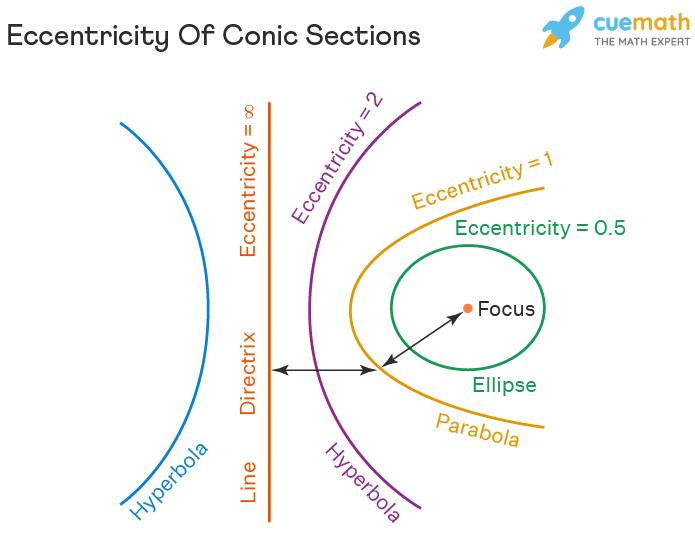 Eccentricity Of Conic Sections
cuemath
THE MATH EXPERT
Eccentricity = ∞
Eccentricity = 2
Eccentricity = 1
Eccentricity = 0.5
Focus
Directrix
Ellipse
Parabola
Hyperbola
Line
Hyperbola